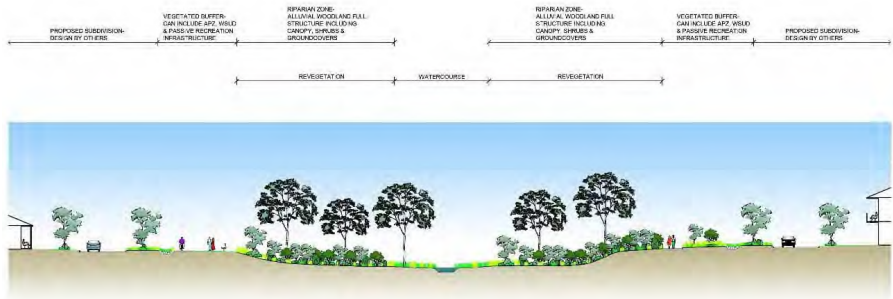 PROPOSED SUBDIVISION-
DESIGN BY OTHERS
VEGETATED BUFFER-
CAN INCLUDE APZ, WSUD
& PASSIVE RECREATION
INFRASTRUCTURE
RIPARIAN ZONE-
ALLUVIAL WOODLAND FULL
STRUCTURE INCLUDING
CANOPY, SHRUBS &
GROUNDCOVERS
RIPARIAN ZONE-
ALLUVIAL WOODLAND FULL
STRUCTURE INCLUDING
CANOPY, SHRUBS &
GROUNDCOVERS
VEGETATED BUFFER-
CAN INCLUDE APZ, WSUD
& PASSIVE RECREATION
INFRASTRUCTURE
PROPOSED SUBDIVISION-
DESIGN BY OTHERS
REVEGETATION
WATERCOURSE
REVEGETATION